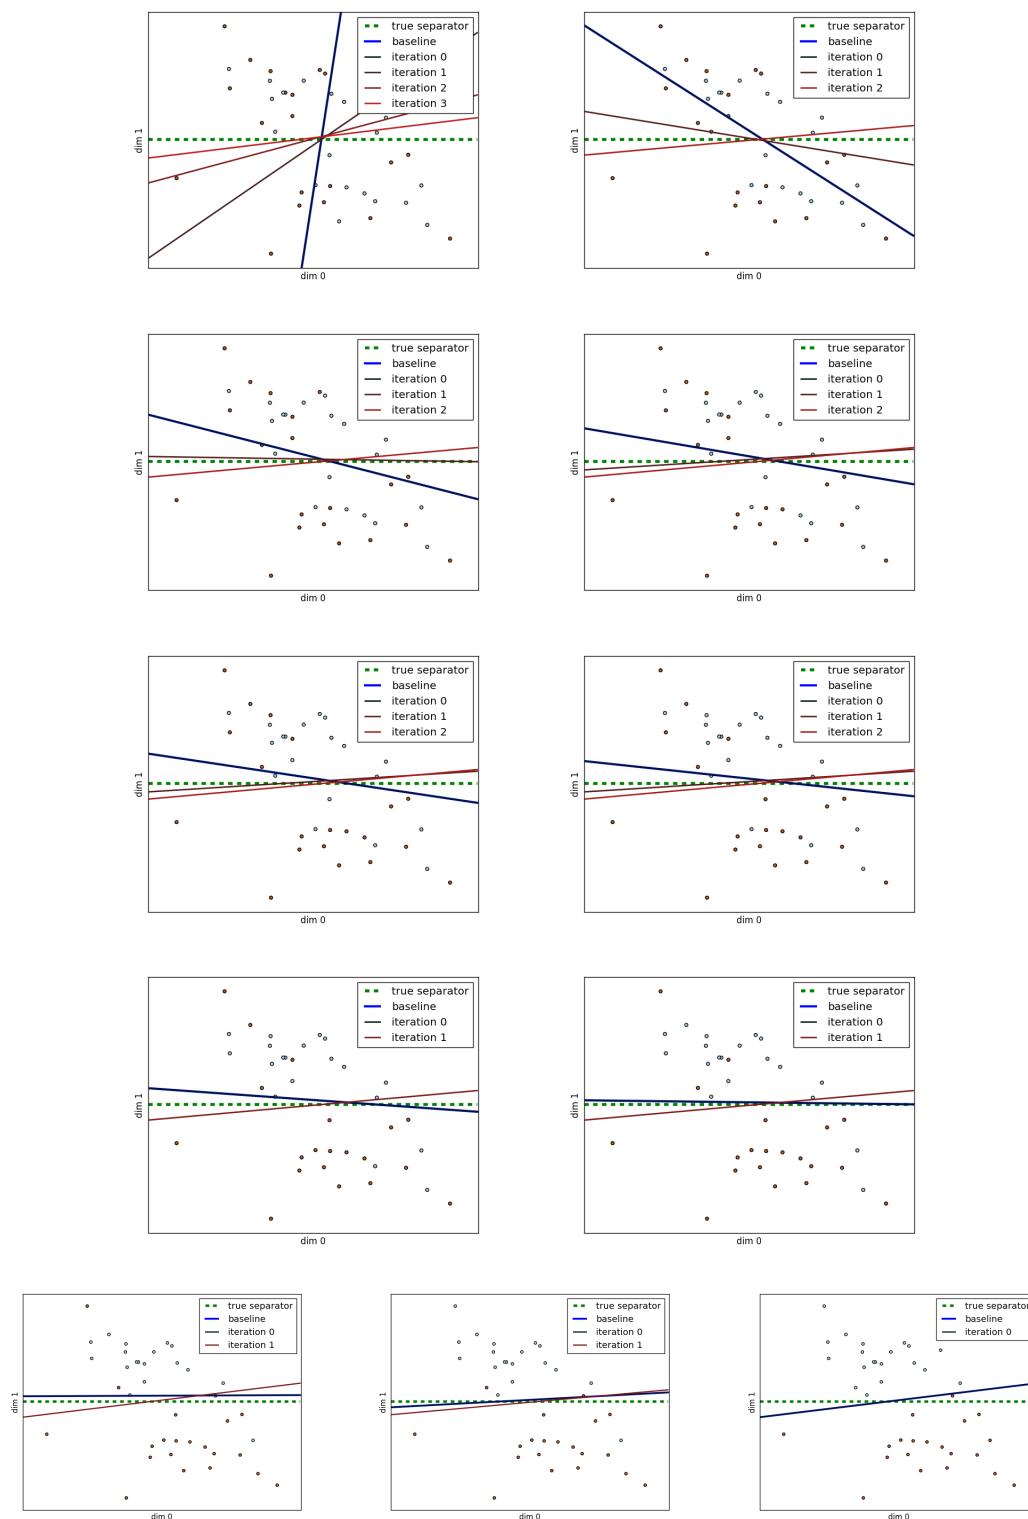 true separator
baseline
iteration 0
iteration 1
iteration 2
iteration 3
dim 1
dim 0
true separator
baseline
iteration 0
iteration 1
iteration 2
dim 1
dim 0
true separator
baseline
iteration 0
iteration 1
iteration 2
dim 1
dim 0
true separator
baseline
iteration 0
iteration 1
iteration 2
dim 1
dim 0
true separator
baseline
iteration 0
iteration 1
iteration 2
dim 1
dim 0
true separator
baseline
iteration 0
iteration 1
iteration 2
dim 1
dim 0
true separator
baseline
iteration 0
iteration 1
dim 1
dim 0
true separator
baseline
iteration 0
iteration 1
dim 1
dim 0
true separator
baseline
iteration 0
iteration 1
dim 1
dim 0
true separator
baseline
iteration 0
iteration 1
dim 1
dim 0
true separator
baseline
iteration 0
dim 1
dim 0